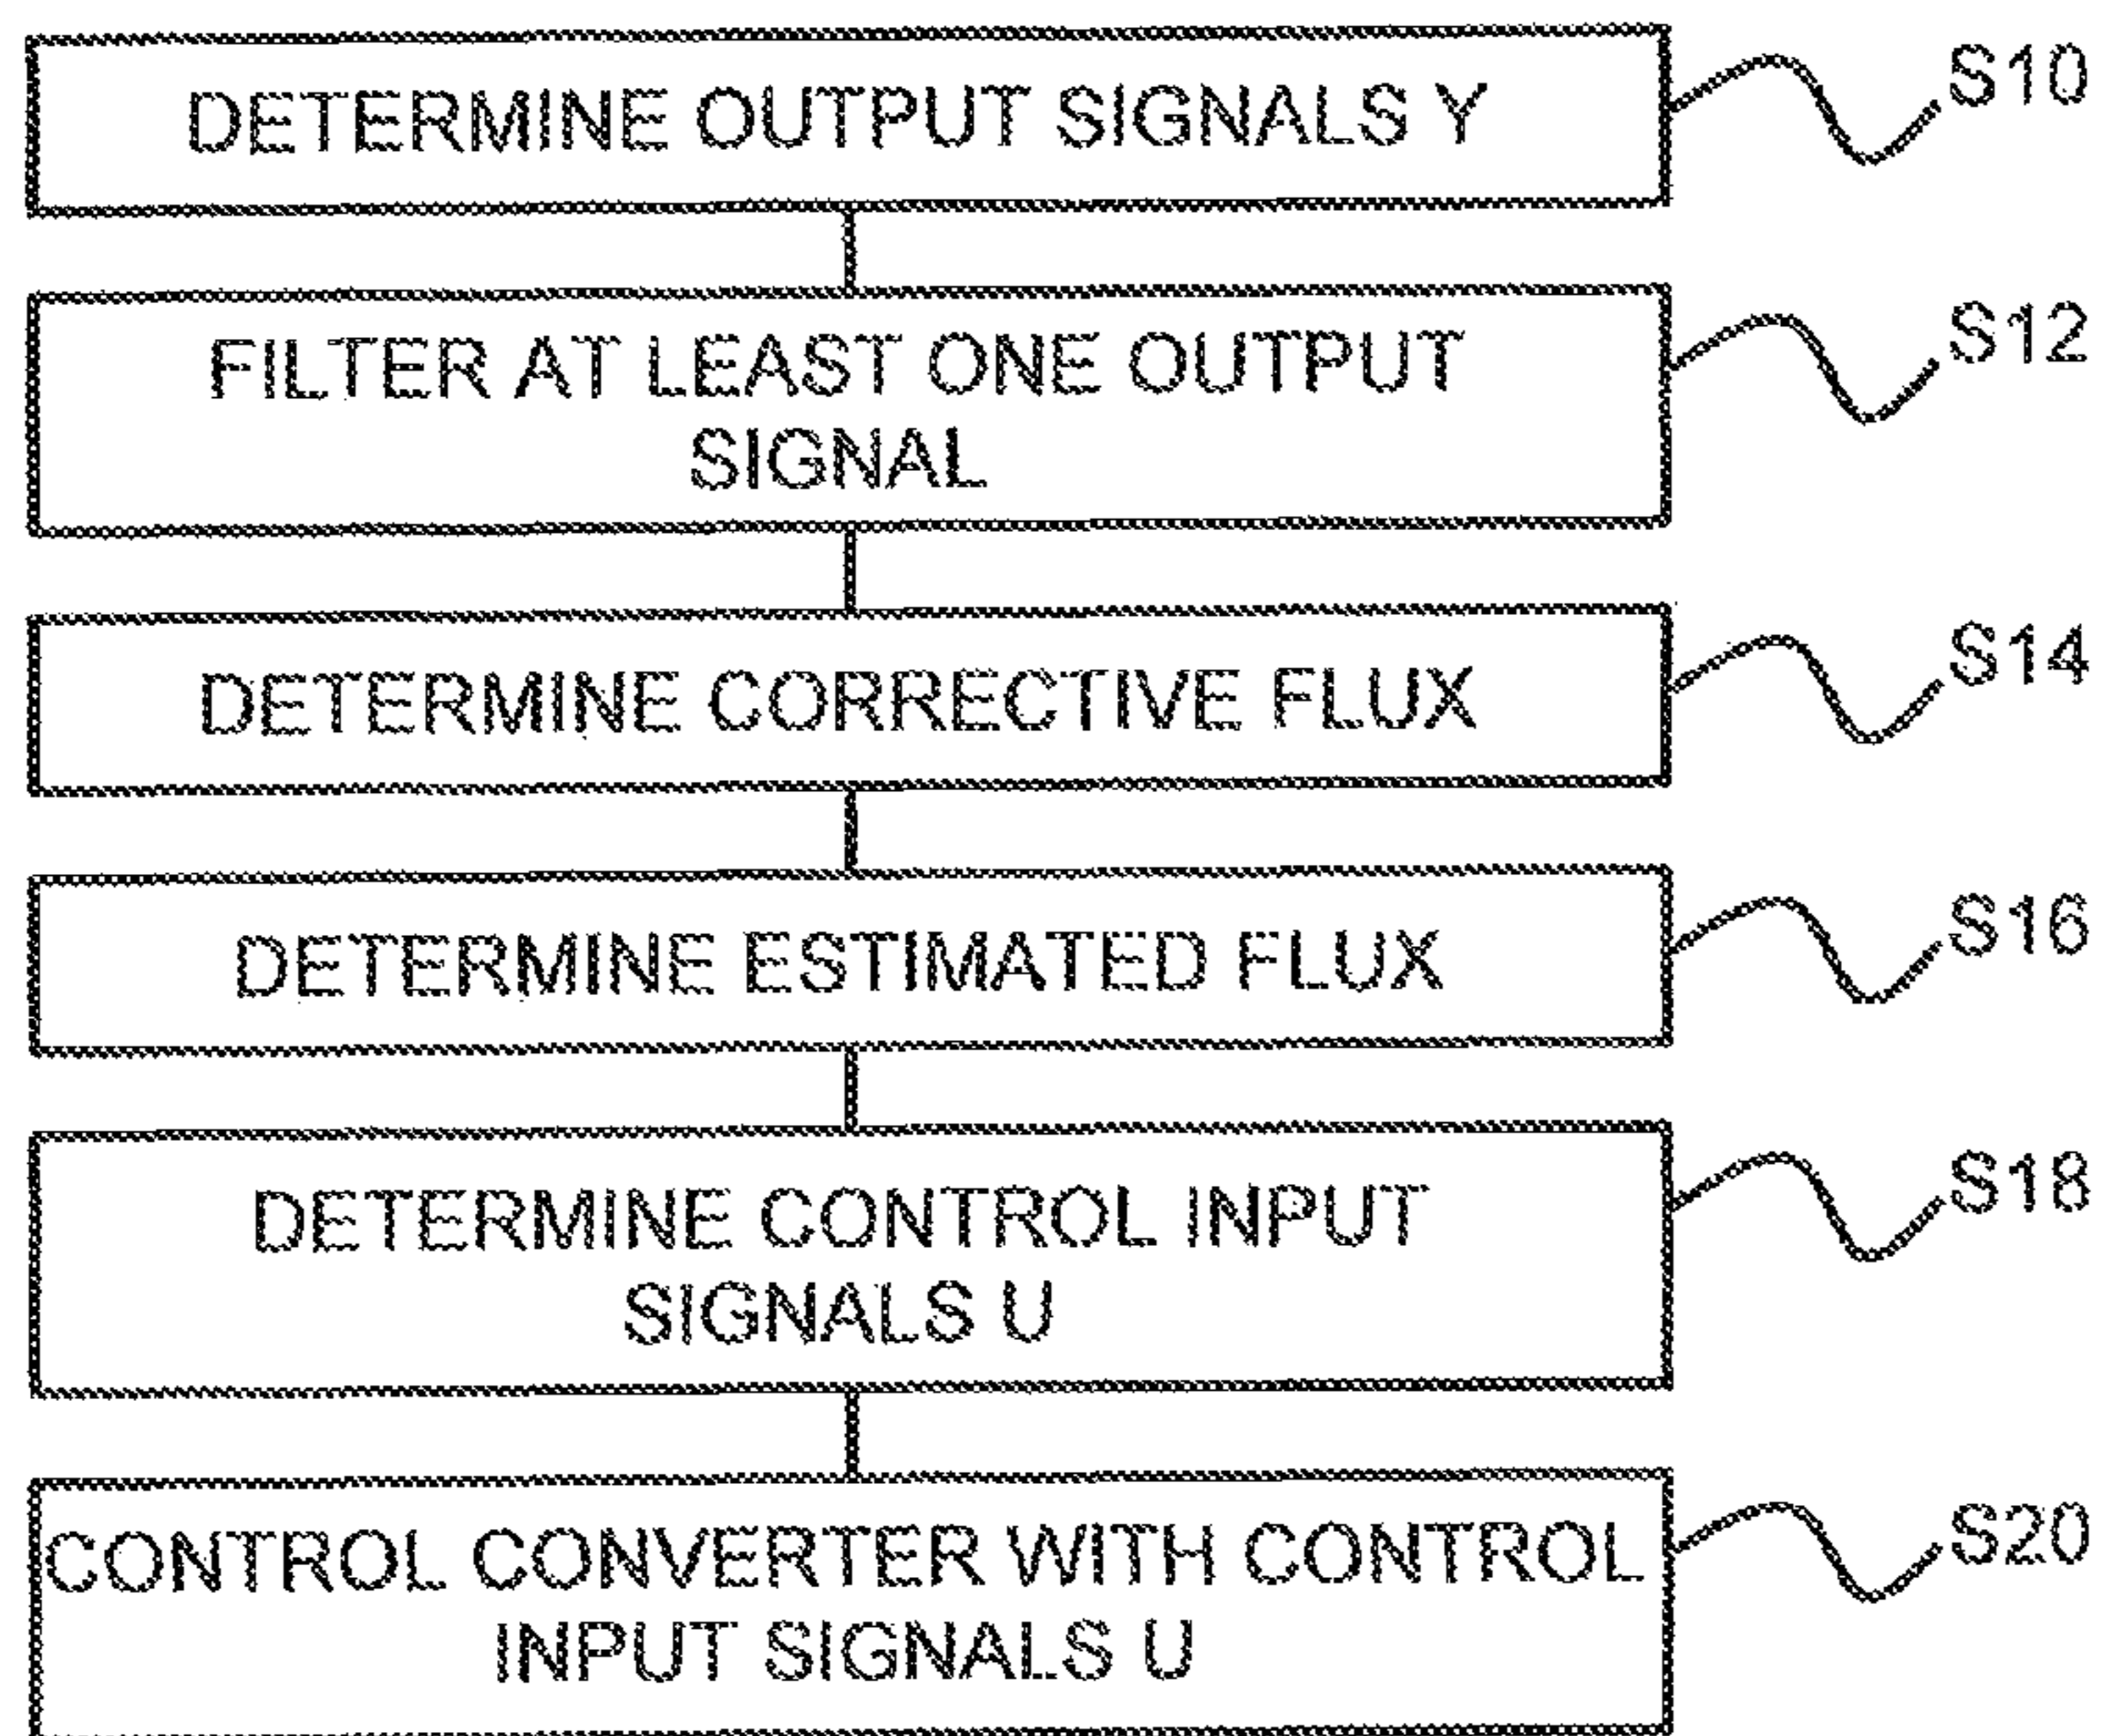 DETERMINE OUTPUT SIGNALS Y
S10
FILTER AT LEAST ONE OUTPUT
SIGNAL
S12
DETERMINE CORRECTIVE FLUX
S14
DETERMINE ESTIMATED FLUX
S16
DETERMINE CONTROL INPUT
SIGNALS U
S18
CONTROL CONVERTER WITH CONTROL
INPUT SIGNALS U
S20